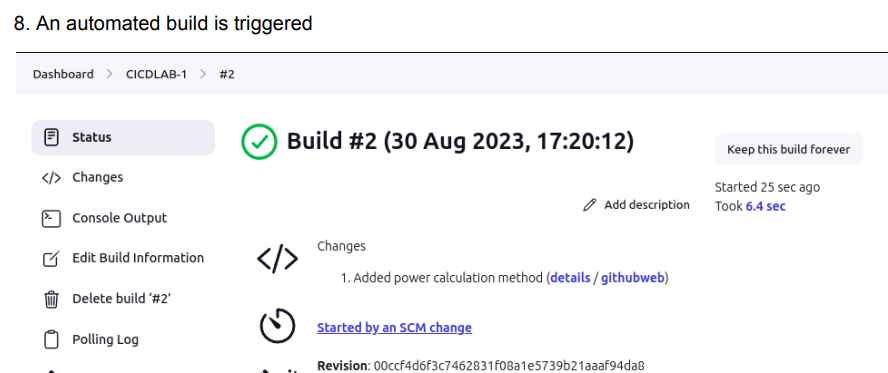 8. An automated build is triggered
Dashboard > CICDLAB-1 > #2
Status
Changes
Console Output
Edit Build Information
Delete build '#2'
Polling Log
Build #2 (30 Aug 2023, 17:20:12)
Keep this build forever
Started 25 sec ago
Took 6.4 sec
Add description
Changes
1. Added power calculation method (details / githubweb)
Started by an SCM change
Revision: 00ccf4d6f3c7462831f08a1e5739b21aaaf94da8